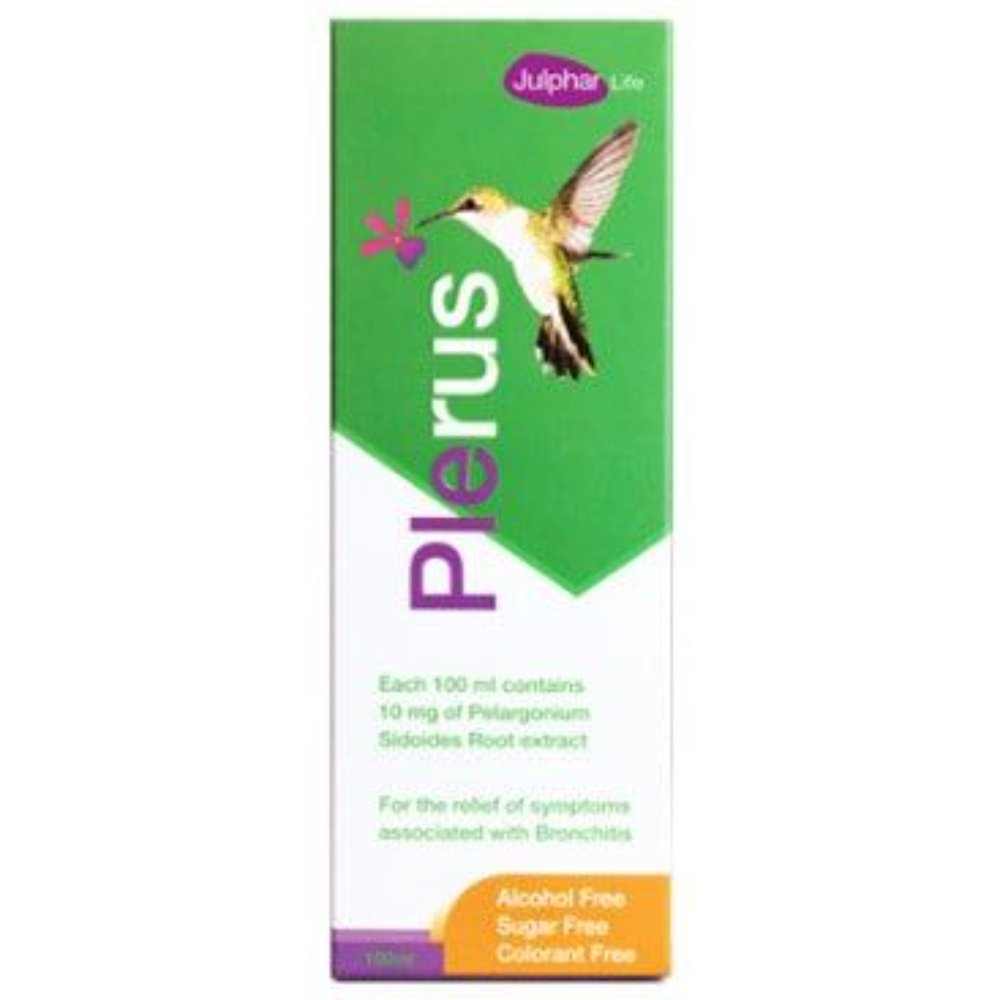 Julphar Life
Plerus
Each 100 ml contains
10 mg of Pelargonium
Sidoides Root extract
For the relief of symptoms
associated with Bronchitis
Alcohol Free
Sugar Free
Colorant Free
100ml